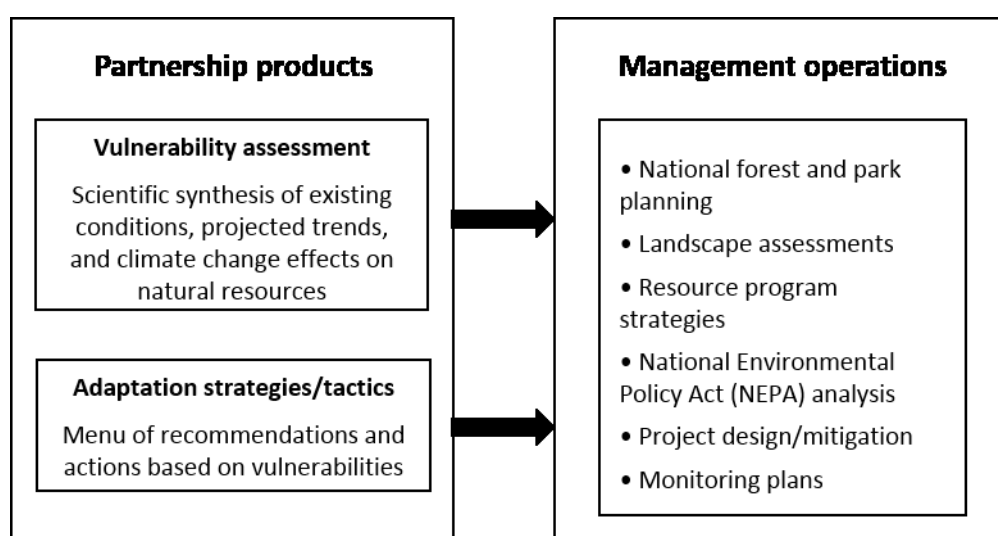 Partnership products
Vulnerability assessment
Scientific synthesis of existing
conditions, projected trends,
and climate change effects on
natural resources
Adaptation strategies/tactics
Menu of recommendations and
actions based on vulnerabilities
Management operations
• National forest and park
planning
• Landscape assessments
• Resource program
strategies
• National Environmental
Policy Act (NEPA) analysis
• Project design/mitigation
• Monitoring plans